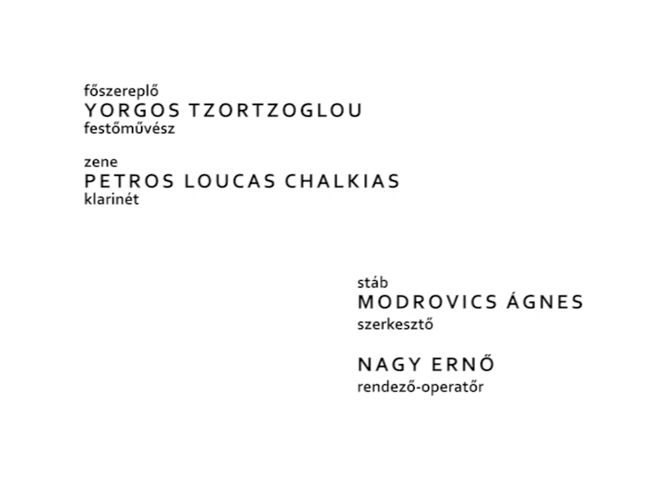 főszereplő
YORGOS TZORTZOGLOU
festőművész
zene
PETROS LOUCAS CHALKIAS
klarinét
stáb
MODROVICS ÁGNES
szerkesztő
NAGY ERNŐ
rendező-operatőr